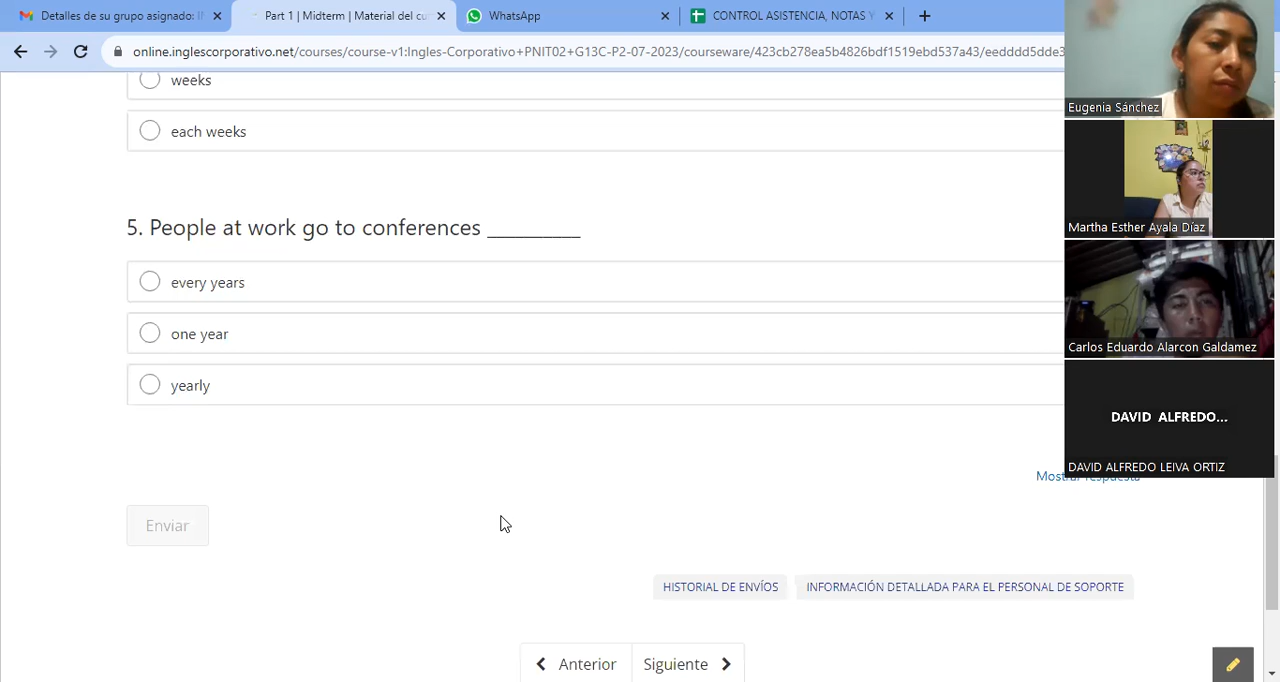 Detalles de su grupo asignado: I
Part 1 | Midterm | Material del cu
WhatsApp
CONTROL ASISTENCIA, NOTAS Y
online.inglescorporativo.net/courses/course-v1:Ingles-Corporativo+PNIT02+G13C-P2-07-2023/courseware/423cb278ea5b4826bdf1519ebd537a43/eedddd5dde3
weeks
each weeks
5. People at work go to conferences __________
every years
one year
yearly
Mostrar respuesta
Enviar
HISTORIAL DE ENVÍOS
INFORMACIÓN DETALLADA PARA EL PERSONAL DE SOPORTE
Anterior
Siguiente
Eugenia Sánchez
Martha Esther Ayala Díaz
Carlos Eduardo Alarcon Galdamez
DAVID ALFREDO...
DAVID ALFREDO LEIVA ORTIZ